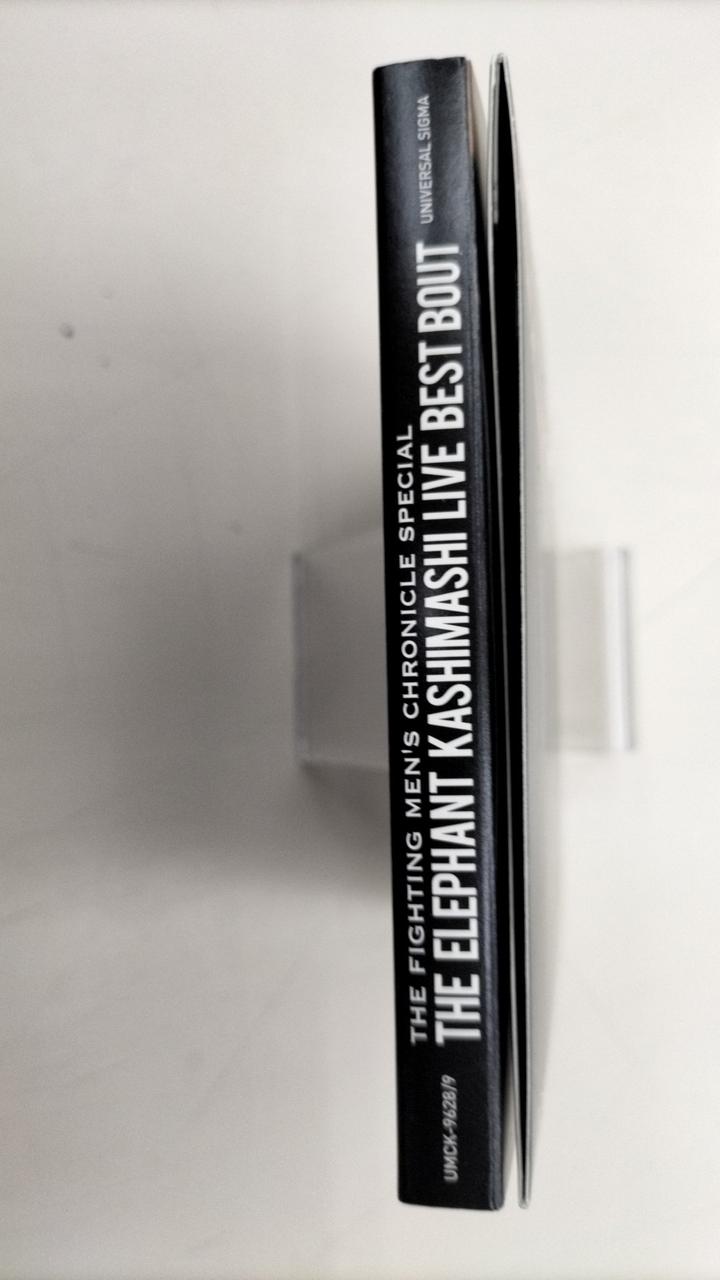 UMCK-9628/9
THE FIGHTING MEN'S CHRONICLE SPECIAL
THE ELEPHANT KASHIMASHI LIVE BEST BOUT
UNIVERSAL SIGMA